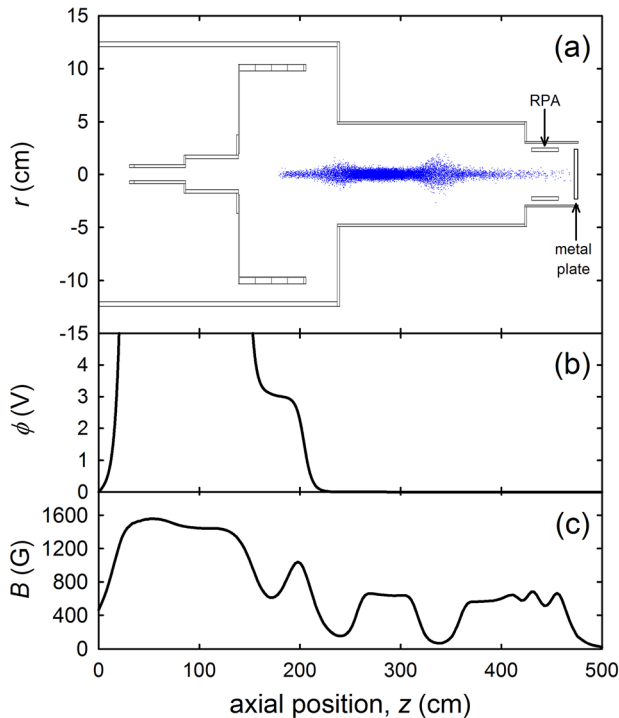 15
(a)
10
RPA
5
r (cm)
0
-5
metal
plate
-10
-15
(b)
4
3
ϕ (V)
2
1
0
1600
(c)
1200
B (G)
800
400
0
0 100 200 300 400 500
axial position, z (cm)